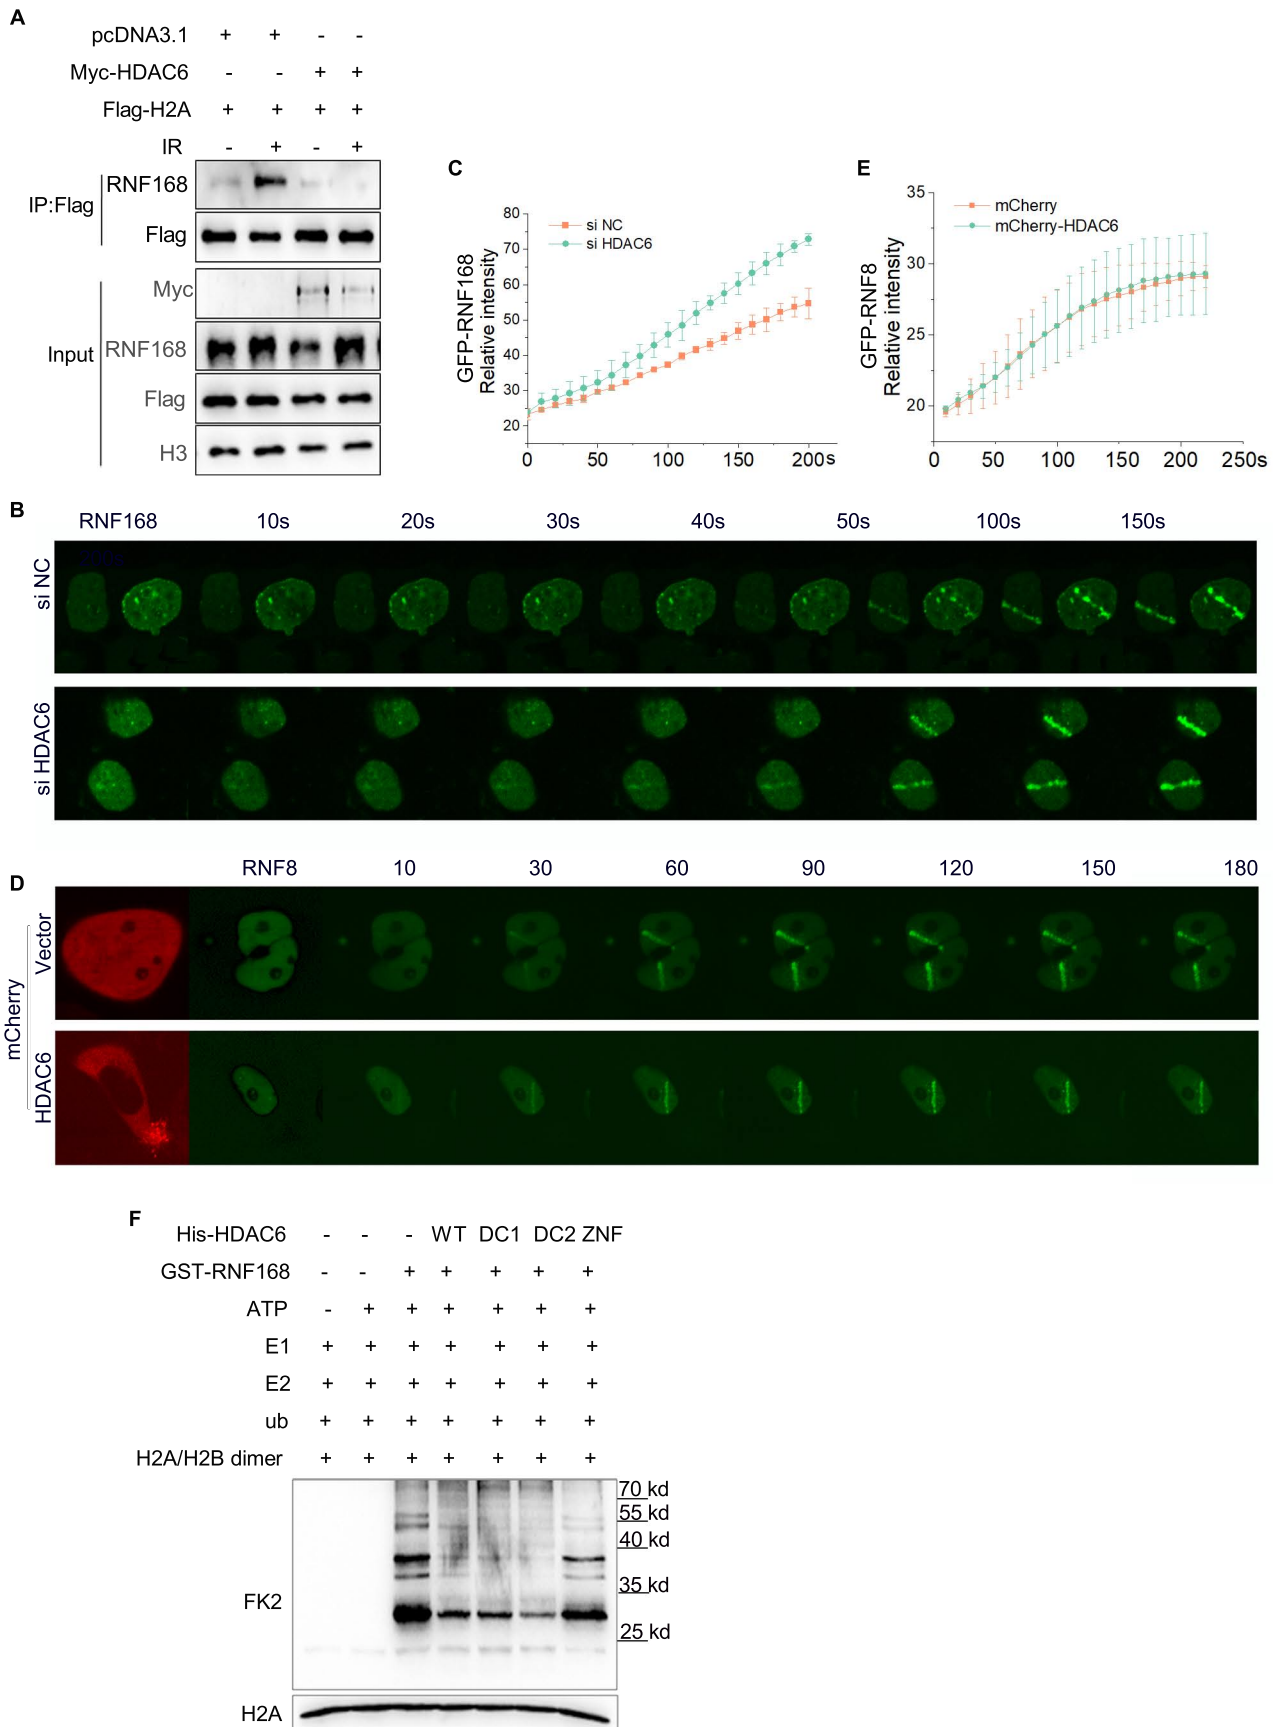 A
pcDNA3.1 + + - -
Myc-HDAC6 - - + +
Flag-H2A + + + +
IR - + - +
IP:Flag
RNF168
Flag
Input
Myc
RNF168
Flag
H3
C
GFP-RNF168
Relative intensity
si NC
si HDAC6
80
70
60
50
40
30
20
0 50 100 150 200s
E
GFP-RNF8
Relative intensity
mCherry
mCherry-HDAC6
35
30
25
20
0 50 100 150 200 250s
B
RNF168 10s 20s 30s 40s 50s 100s 150s
si NC
si HDAC6
D
RNF8 10 30 60 90 120 150 180
mCherry
Vector
HDAC6
F
His-HDAC6 - - - WT DC1 DC2 ZNF
GST-RNF168 - - + + + + +
ATP - + + + + + +
E1 + + + + + + +
E2 + + + + + + +
ub + + + + + + +
H2A/H2B dimer + + + + + + +
70 kd
55 kd
40 kd
35 kd
25 kd
FK2
H2A